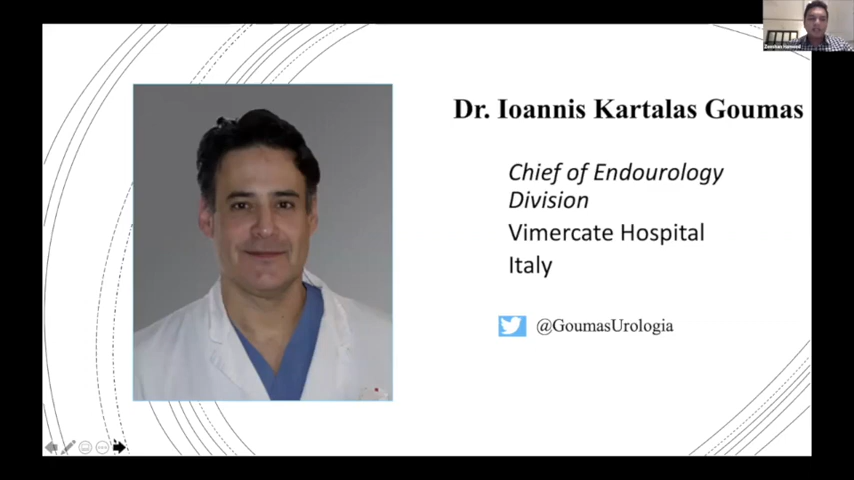 Dr. Ioannis Kartalas Goumas
Chief of Endourology
Division
Vimercate Hospital
Italy
@GoumasUrologia